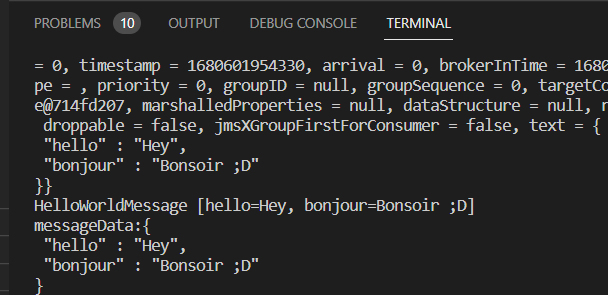 PROBLEMS 10 OUTPUT DEBUG CONSOLE TERMINAL
= 0, timestamp = 1680601954330, arrival = 0, brokerInTime = 1680
pe = , priority = 0, groupID = null, groupSequence = 0, targetCo
e@714fd207, marshalledProperties = null, dataStructure = null, r
droppable = false, jmsXGroupFirstForConsumer = false, text = {
"hello" : "Hey",
"bonjour" : "Bonsoir ;D"
}}
HelloWorldMessage [hello=Hey, bonjour=Bonsoir ;D]
messageData:{
"hello" : "Hey",
"bonjour" : "Bonsoir ;D"
}